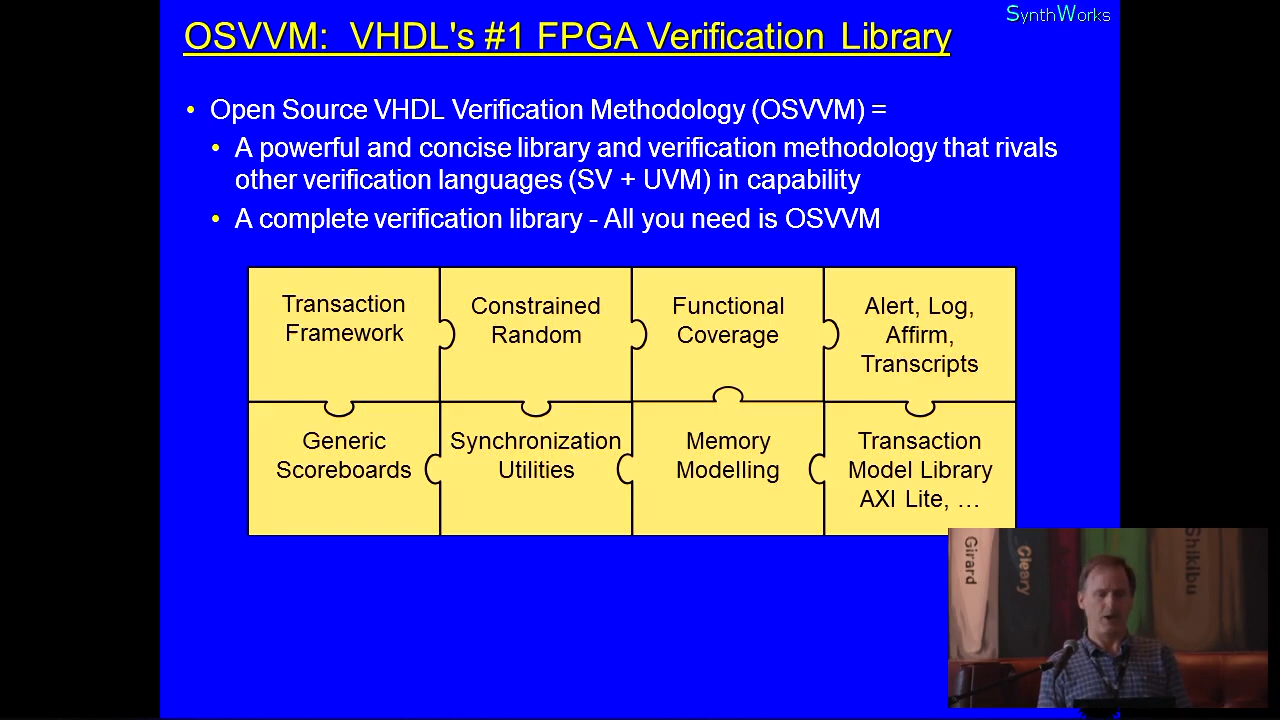 SynthWorks
OSVVM: VHDL's #1 FPGA Verification Library
• Open Source VHDL Verification Methodology (OSVVM) =
• A powerful and concise library and verification methodology that rivals
other verification languages (SV + UVM) in capability
• A complete verification library - All you need is OSVVM
Transaction
Framework
Constrained
Random
Functional
Coverage
Alert, Log,
Affirm,
Transcripts
Generic
Scoreboards
Synchronization
Utilities
Memory
Modelling
Transaction
Model Library
AXI Lite, …
Girard
Cleary
Shikibu